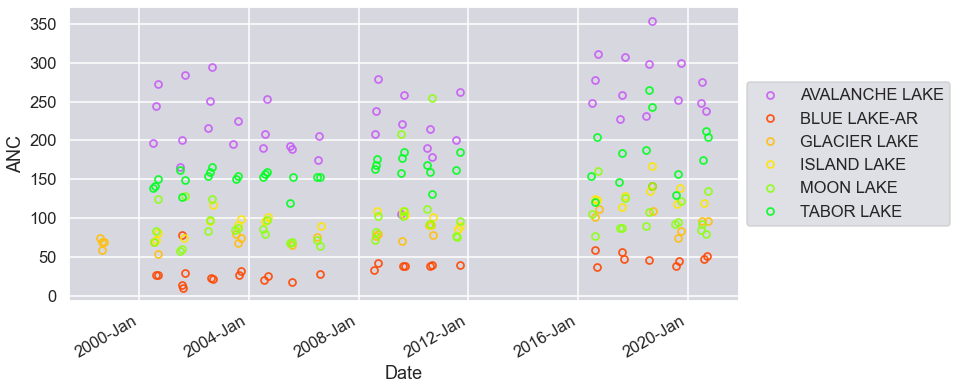 350
300
250
200
150
100
50
0
ANC
2000-Jan
2004-Jan
2008-Jan
2012-Jan
2016-Jan
2020-Jan
Date
AVALANCHE LAKE
BLUE LAKE-AR
GLACIER LAKE
ISLAND LAKE
MOON LAKE
TABOR LAKE